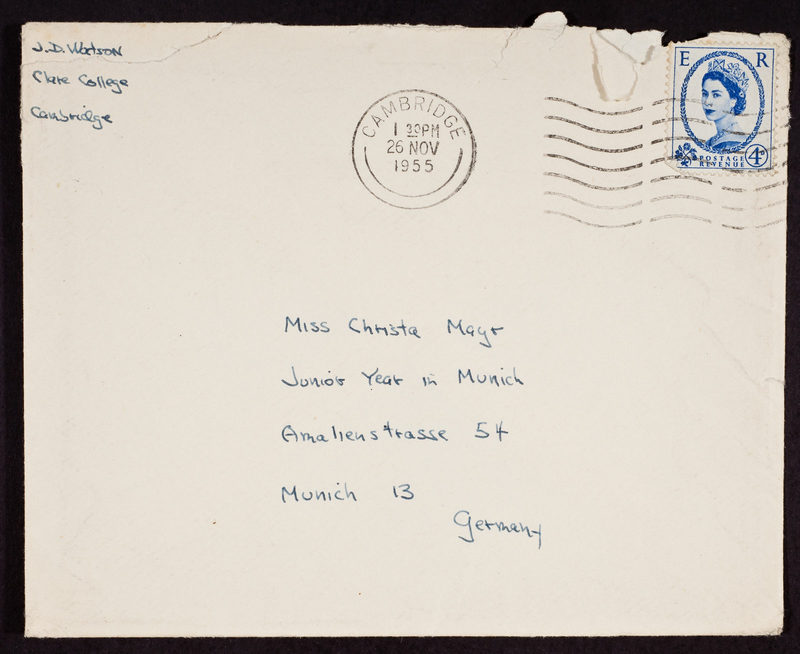 J.D. Watson
Clare College
Cambridge
CAMBRIDGE
1 30PM
26 NOV
1955
E R
POSTAGE
REVENUE
4D
Miss Christa Mayr
Junior Year in Munich
Amalienstrasse 54
Munich 13
Germany